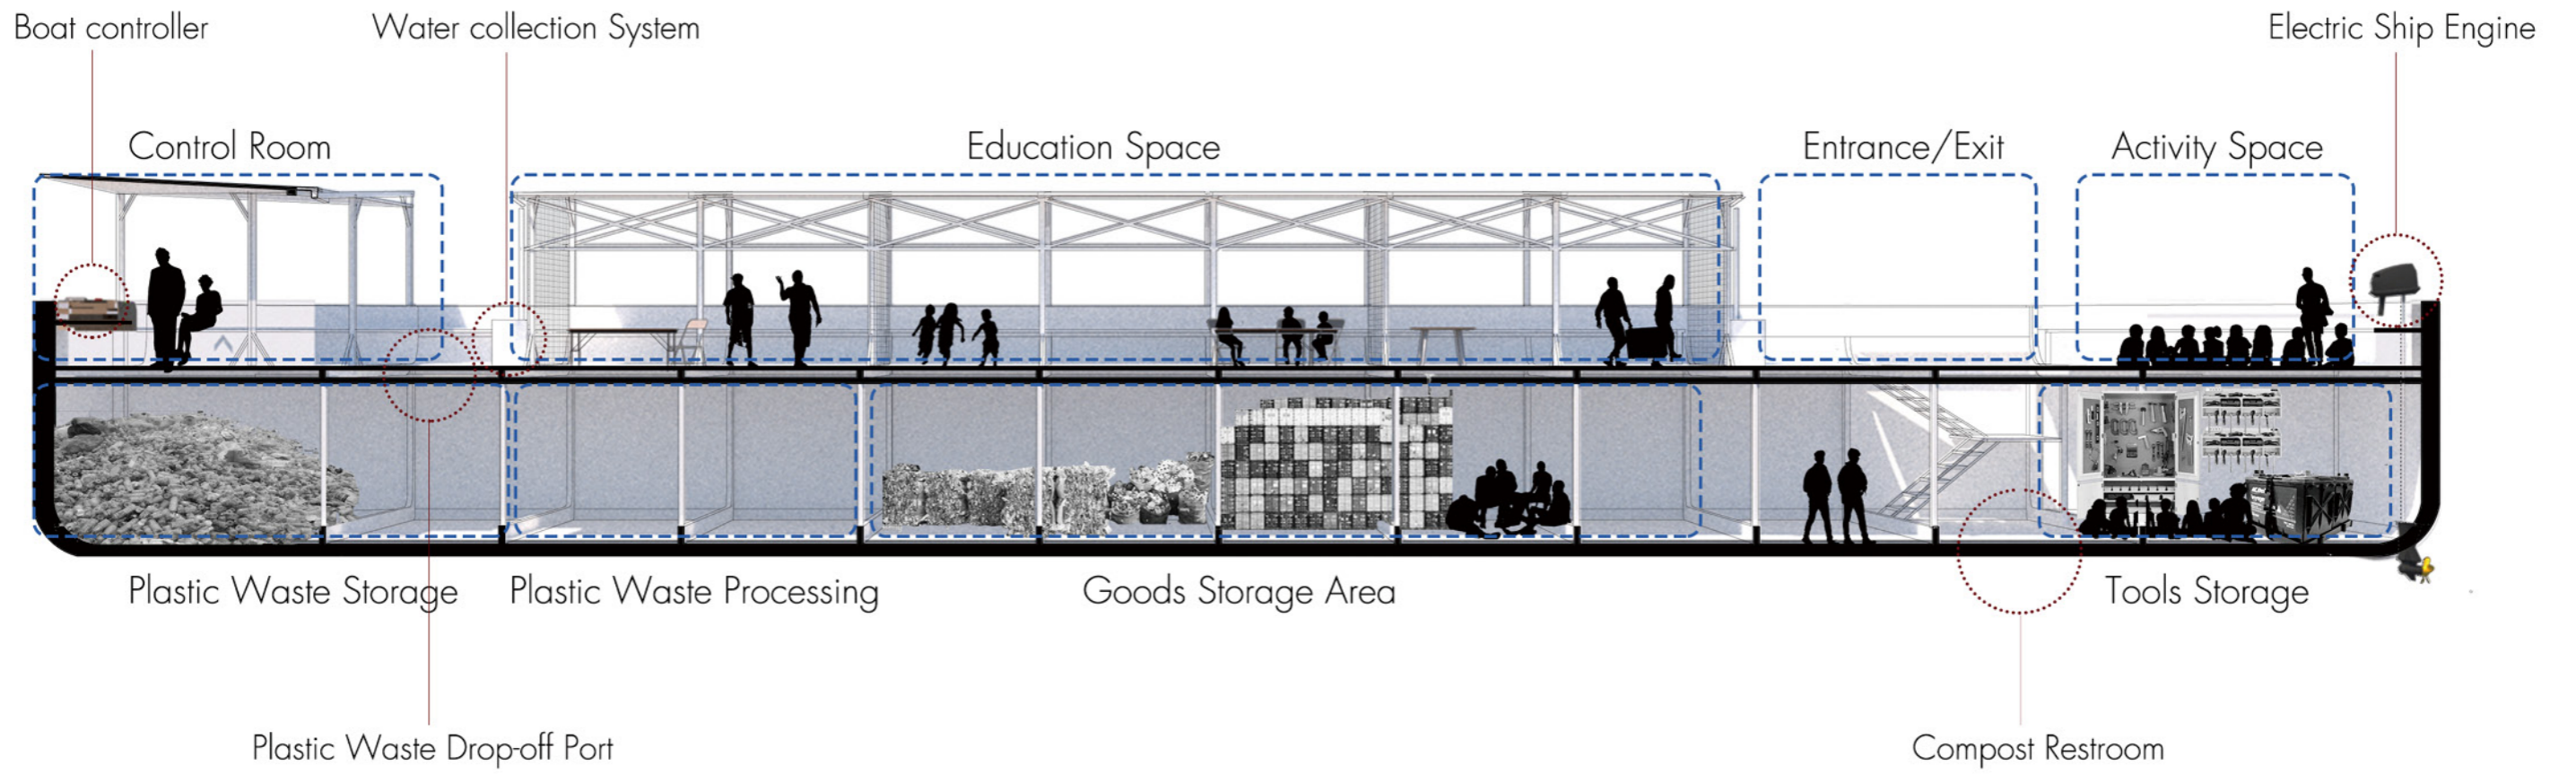 Boat controller
Water collection System
Electric Ship Engine
Control Room
Education Space
Entrance/Exit
Activity Space
Plastic Waste Storage
Plastic Waste Processing
Goods Storage Area
Tools Storage
Plastic Waste Drop-off Port
Compost Restroom